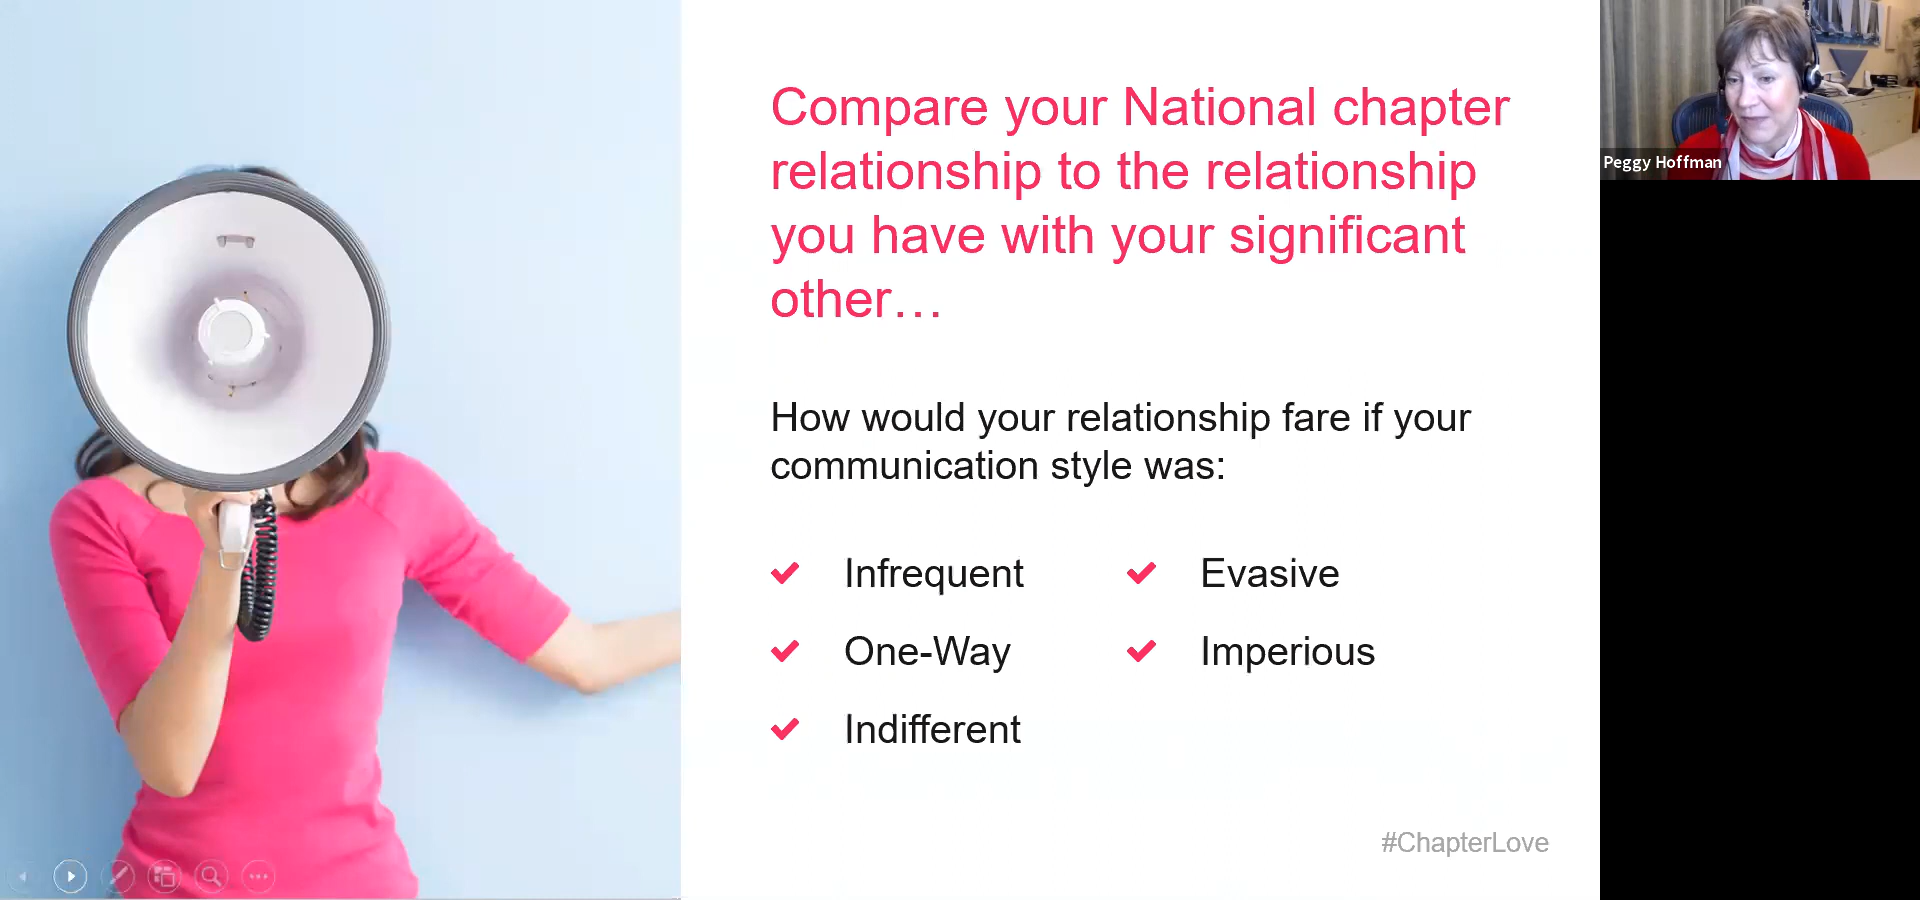 Compare your National chapter
relationship to the relationship
you have with your significant
other…
How would your relationship fare if your
communication style was:
Infrequent
One-Way
Indifferent
Evasive
Imperious
#ChapterLove
Peggy Hoffman